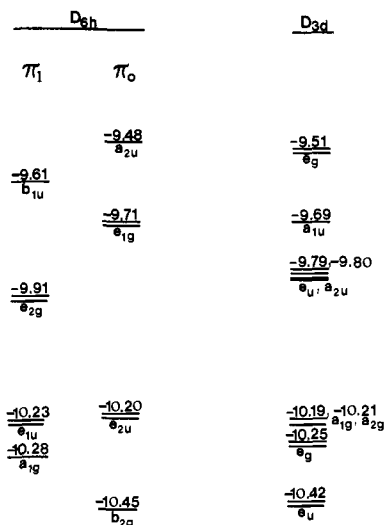 D6h D3d
π1 πo
-9.48
a2u
-9.51
eg
-9.61
b1u
-9.71
e1g
-9.69
a1u
-9.79,-9.80
eu, a2u
-9.91
e2g
-10.23
e1u
-10.20
e2u
-10.19, -10.21
a1g, a2g
-10.28
a1g
-10.25
eg
-10.45
b2g
-10.42
eu